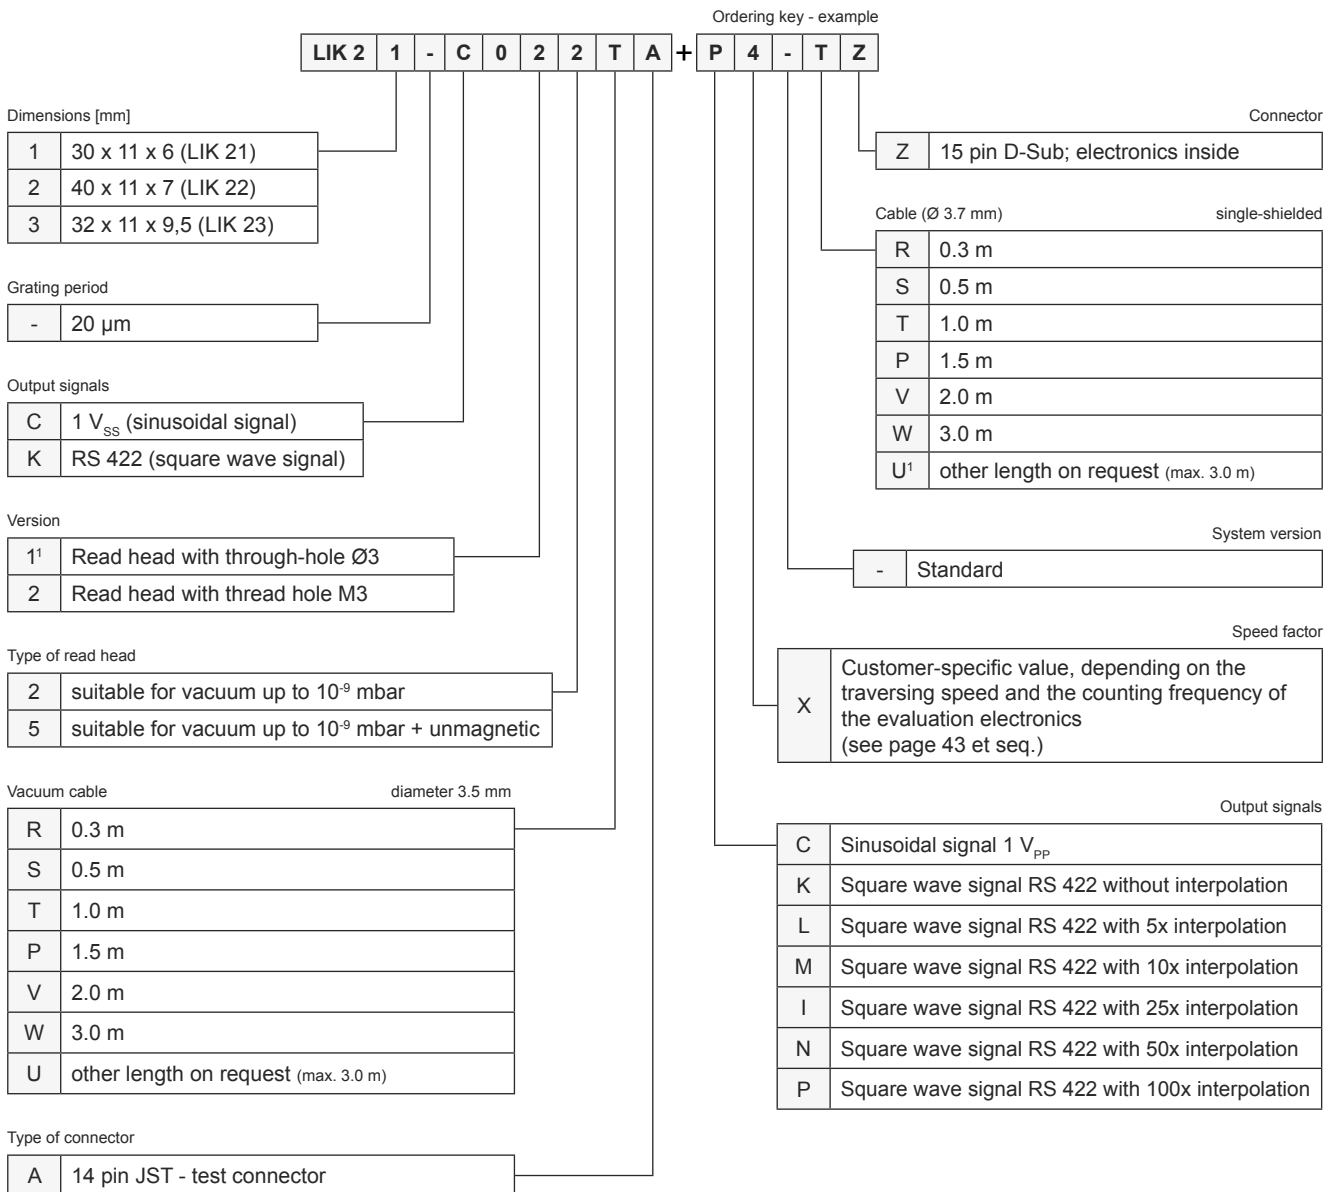 Ordering key - example
LIK 2 1 - C 0 2 2 T A + P 4 - T Z
Dimensions [mm]
1 30 x 11 x 6 (LIK 21)
2 40 x 11 x 7 (LIK 22)
3 32 x 11 x 9,5 (LIK 23)
Grating period
- 20 µm
Output signals
C 1 V_SS (sinusoidal signal)
K RS 422 (square wave signal)
Version
1¹ Read head with through-hole Ø3
2 Read head with thread hole M3
Type of read head
2 suitable for vacuum up to 10⁻⁹ mbar
5 suitable for vacuum up to 10⁻⁹ mbar + unmagnetic
Vacuum cable diameter 3.5 mm
R 0.3 m
S 0.5 m
T 1.0 m
P 1.5 m
V 2.0 m
W 3.0 m
U other length on request (max. 3.0 m)
Type of connector
A 14 pin JST - test connector
Connector
Z 15 pin D-Sub; electronics inside
Cable (Ø 3.7 mm) single-shielded
R 0.3 m
S 0.5 m
T 1.0 m
P 1.5 m
V 2.0 m
W 3.0 m
U¹ other length on request (max. 3.0 m)
System version
- Standard
Speed factor
X Customer-specific value, depending on the
traversing speed and the counting frequency of
the evaluation electronics
(see page 43 et seq.)
Output signals
C Sinusoidal signal 1 V_PP
K Square wave signal RS 422 without interpolation
L Square wave signal RS 422 with 5x interpolation
M Square wave signal RS 422 with 10x interpolation
I Square wave signal RS 422 with 25x interpolation
N Square wave signal RS 422 with 50x interpolation
P Square wave signal RS 422 with 100x interpolation